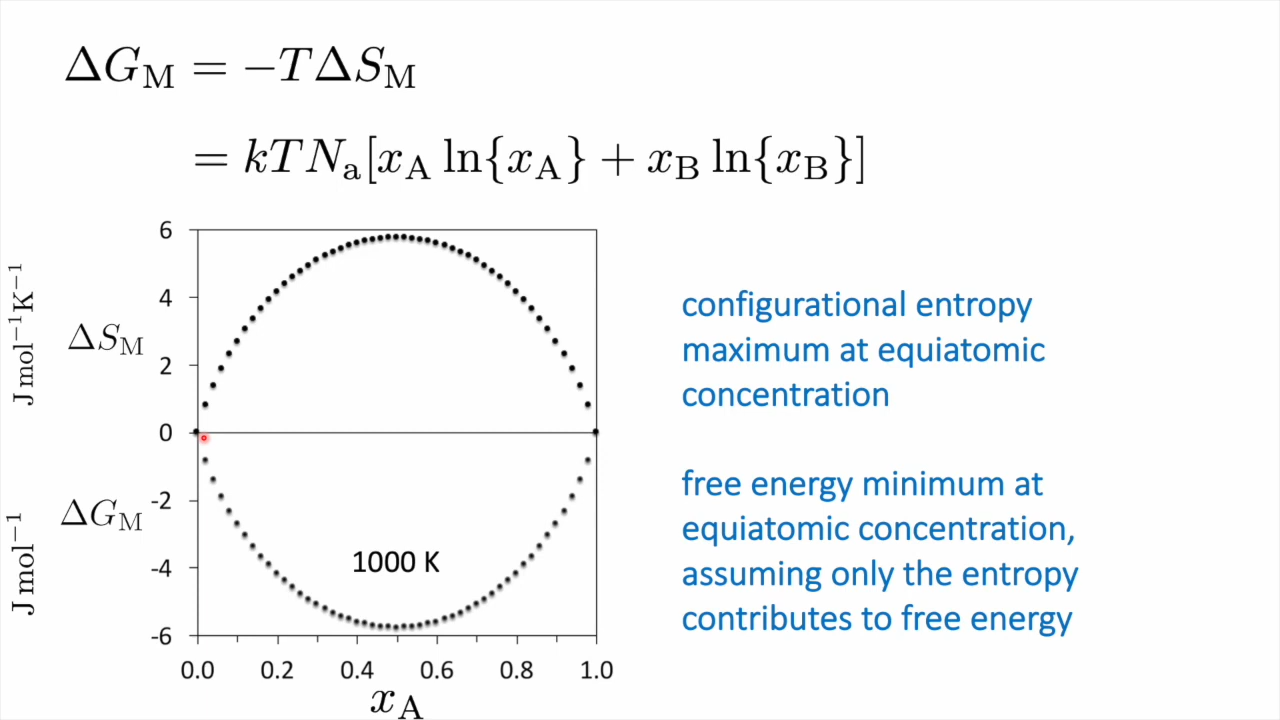 ΔG_M = −TΔS_M
= kTN_a[x_A ln{x_A} + x_B ln{x_B}]
J mol⁻¹K⁻¹
ΔS_M
6
4
2
0
-2
-4
-6
ΔG_M
J mol⁻¹
1000 K
0.0 0.2 0.4 0.6 0.8 1.0
x_A
configurational entropy
maximum at equiatomic
concentration
free energy minimum at
equiatomic concentration,
assuming only the entropy
contributes to free energy